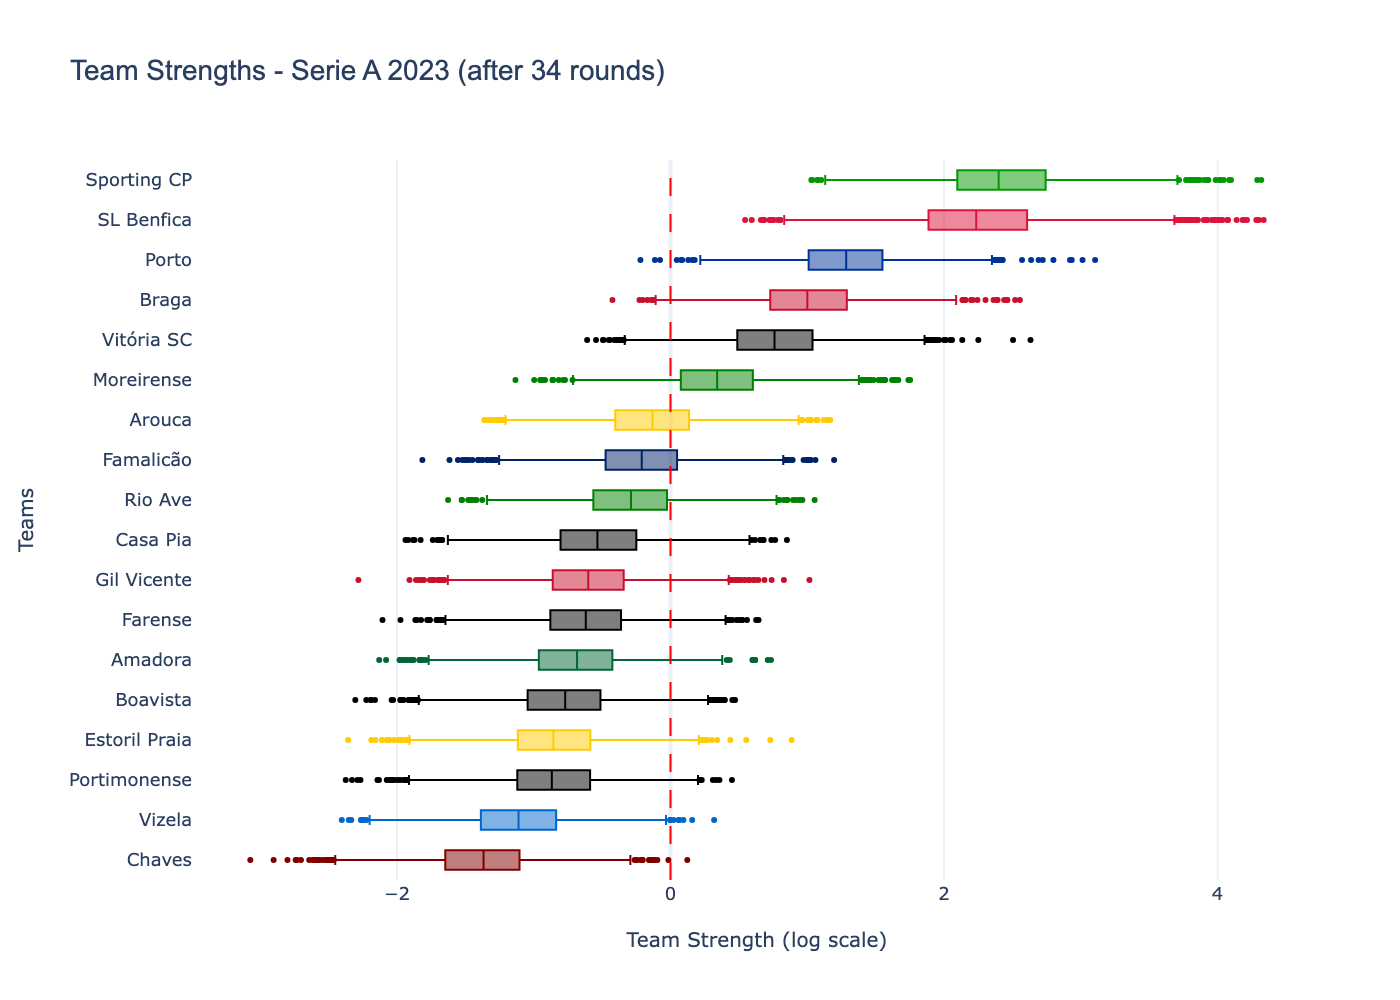 Team Strengths - Serie A 2023 (after 34 rounds)
Sporting CP
SL Benfica
Porto
Braga
Vitória SC
Moreirense
Arouca
Famalicão
Rio Ave
Casa Pia
Gil Vicente
Farense
Amadora
Boavista
Estoril Praia
Portimonense
Vizela
Chaves
Teams
−2 0 2 4
Team Strength (log scale)